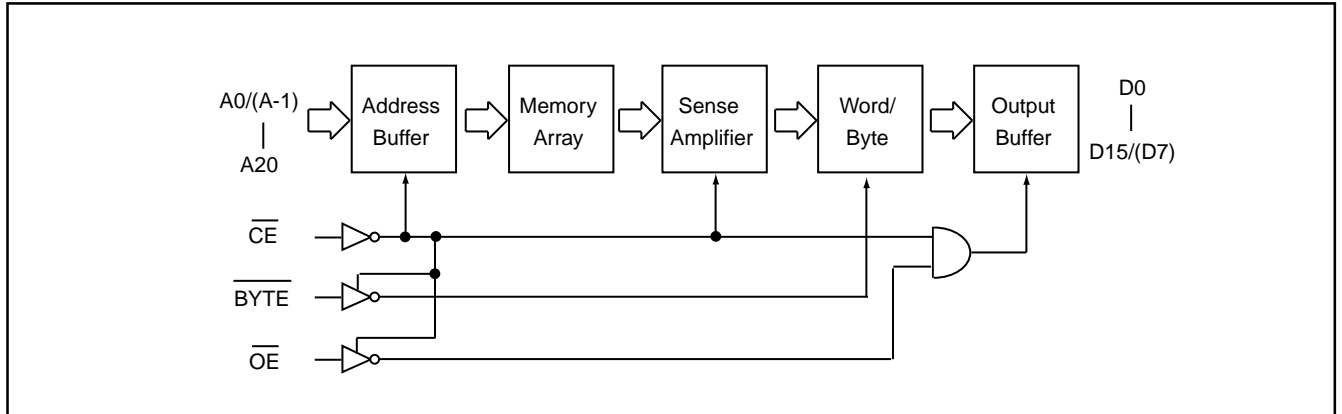 A0/(A-1)
A20
Address
Buffer
Memory
Array
Sense
Amplifier
Word/
Byte
Output
Buffer
D0
D15/(D7)
CE
BYTE
OE